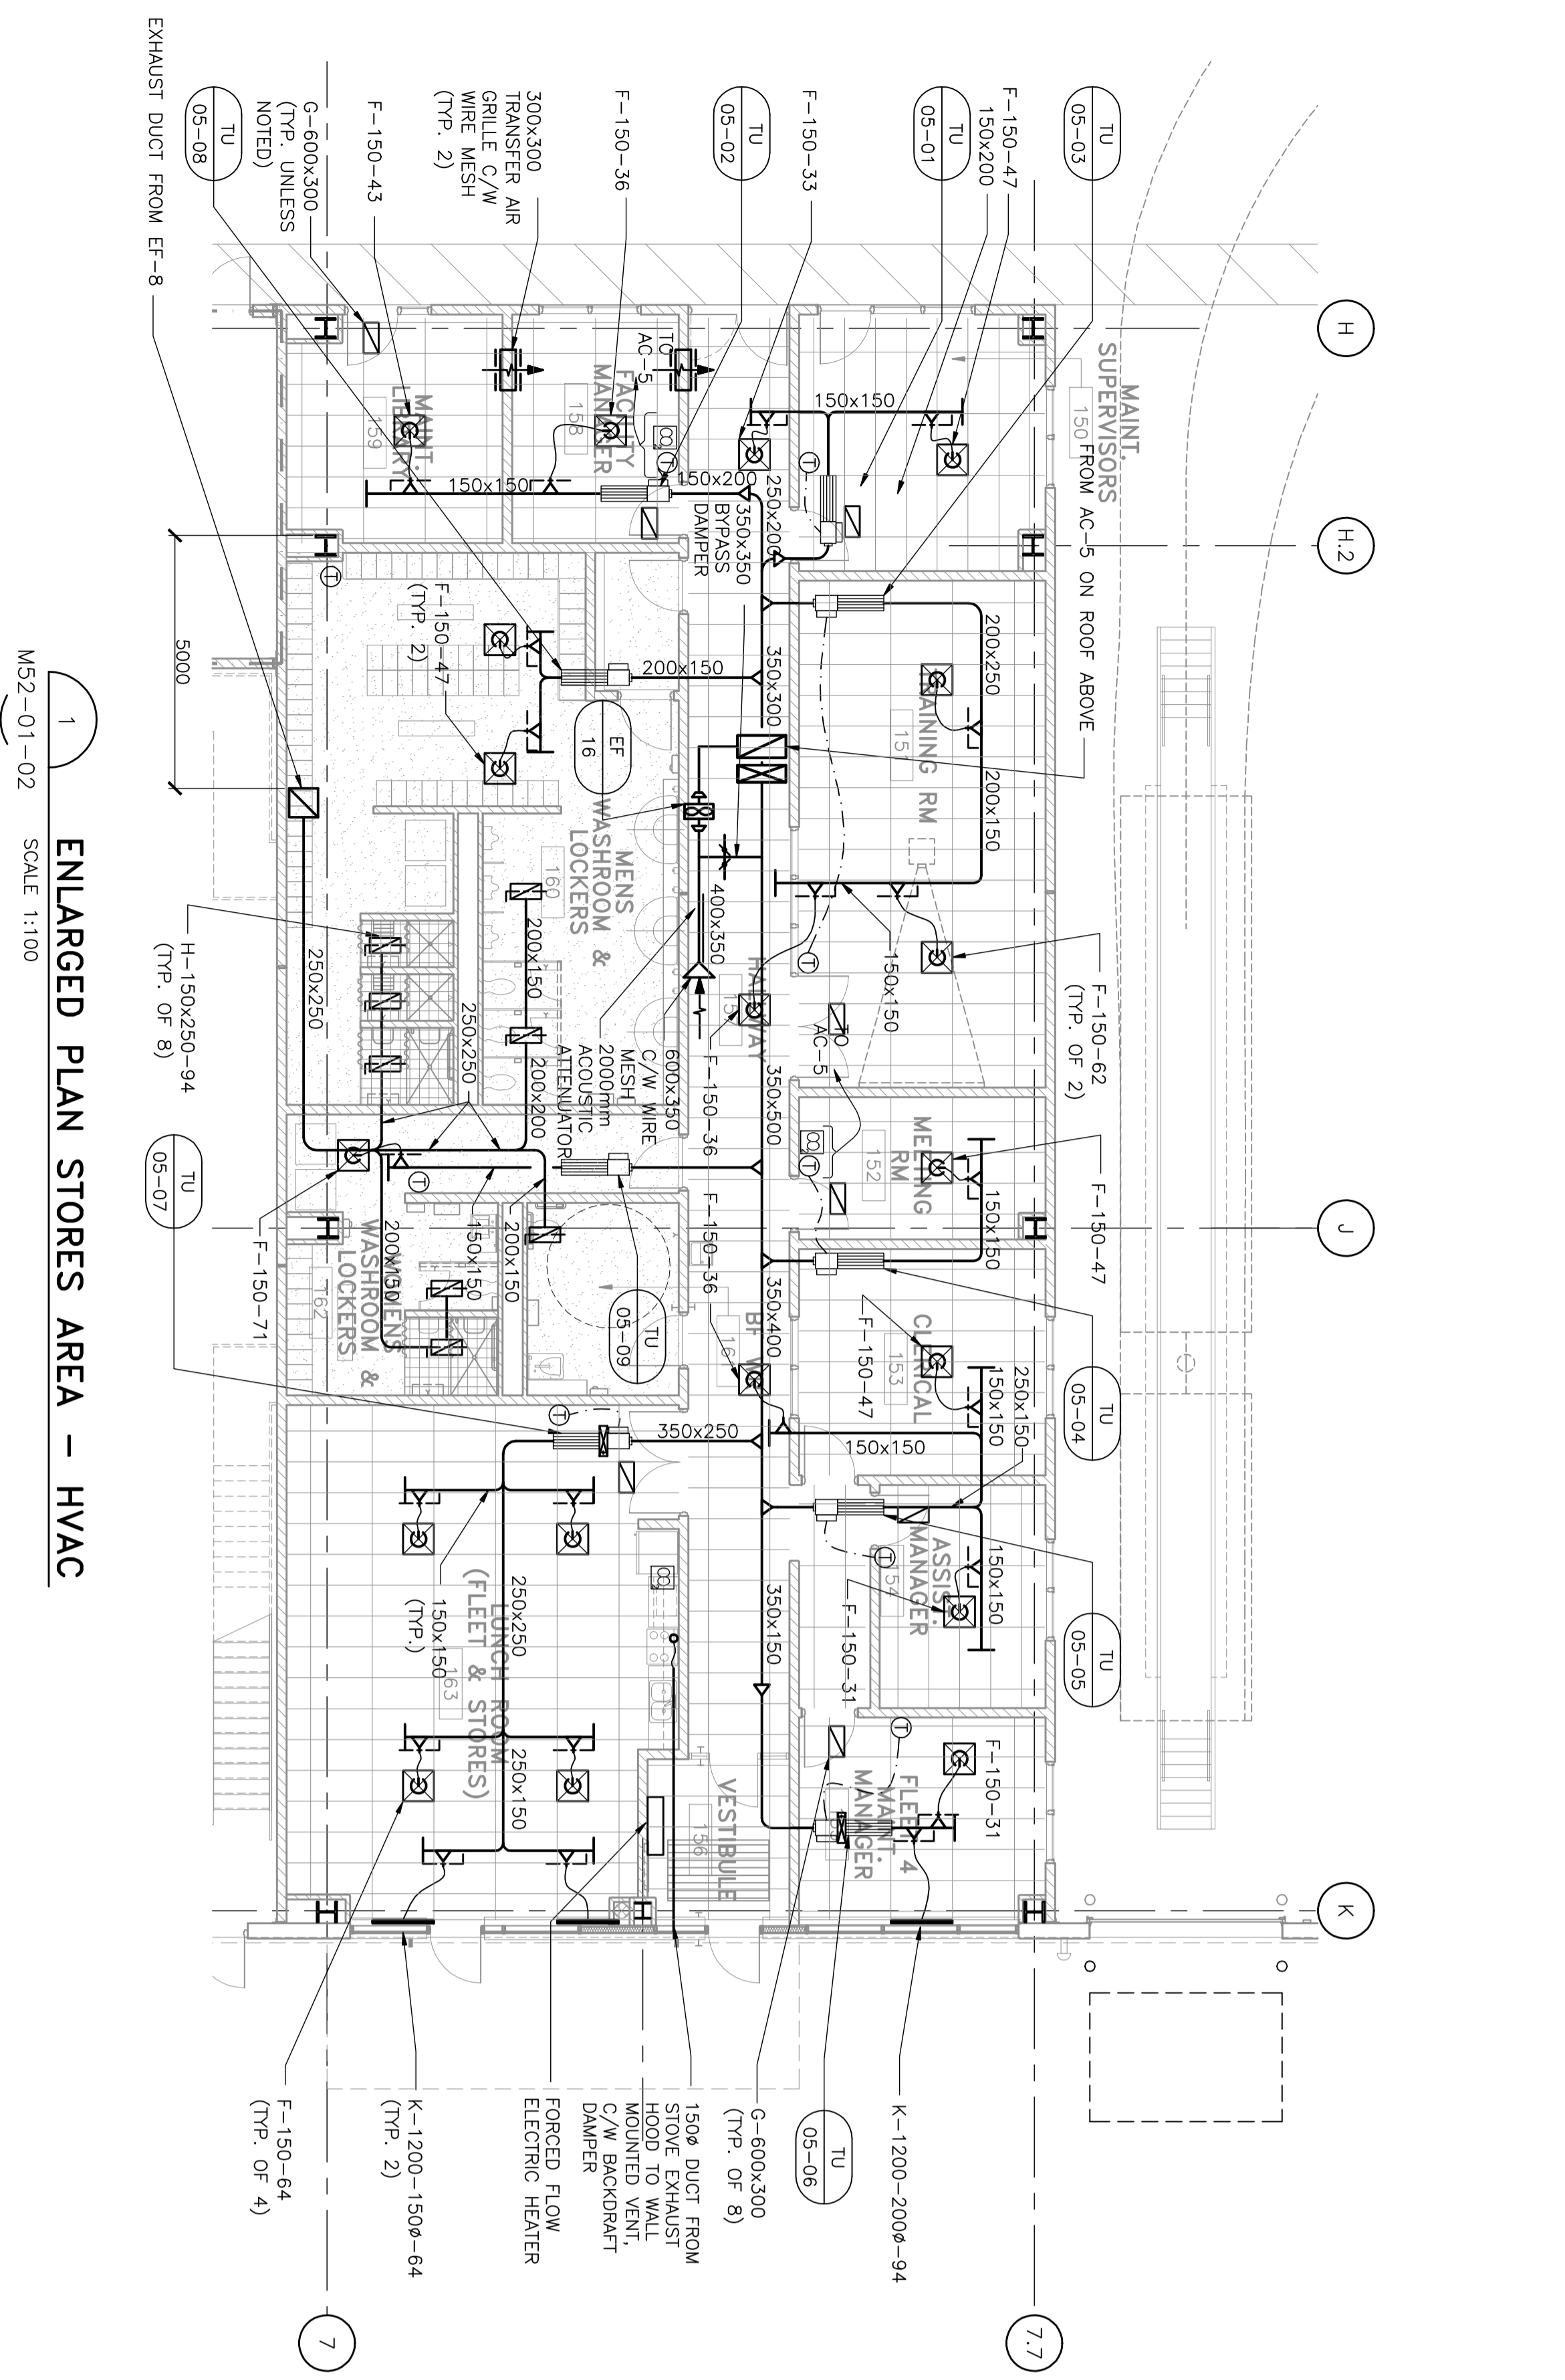 H
H.2
J
K
7
7.7
MAINT.
SUPERVISORS
150
FROM AC-5 ON ROOF ABOVE
TU
05-03
F-150-47
150x200
TU
05-01
F-150-33
TU
05-02
F-150-36
300x300
TRANSFER AIR
GRILLE C/W
WIRE MESH
(TYP. 2)
F-150-43
G-600x300
(TYP. UNLESS
NOTED)
TU
05-08
EXHAUST DUCT FROM EF-8
150x150
TO
AC-5
FACILITY
MANAGER
158
MAINT.
LIBRARY
159
150x150
150x200
250x200
350x350
BYPASS
DAMPER
T
T
T
F-150-47
(TYP. 2)
200x150
350x300
200x250
TRAINING RM
200x150
EF
16
MENS
WASHROOM &
LOCKERS
160
400x350
HALLWAY
150x150
T
F-150-62
(TYP. OF 2)
TO
AC-5
600x350
C/W WIRE
MESH
2000mm
ACOUSTIC
ATTENUATOR
F-150-36
350x500
200x150
200x200
250x250
250x250
5000
H-150x250-94
(TYP. OF 8)
MEETING
RM
152
T
F-150-47
150x150
F-150-36
350x400
TU
05-04
CLERICAL
153
F-150-47
150x150
250x150
150x150
TU
05-07
F-150-71
T
WOMENS
WASHROOM &
LOCKERS
162
200x150
150x150
200x150
TU
05-09
T
350x250
TU
05-05
ASSIST.
MANAGER
154
T
150x150
F-150-31
350x150
250x250
150x150
(TYP.)
LUNCH ROOM
(FLEET & STORES)
163
250x150
VESTIBULE
156
T
FLEET 4
MAINT.
MANAGER
F-150-31
K-1200-200ø-94
TU
05-06
G-600x300
(TYP. OF 8)
150ø DUCT FROM
STOVE EXHAUST
HOOD TO WALL
MOUNTED VENT,
C/W BACKDRAFT
DAMPER
FORCED FLOW
ELECTRIC HEATER
K-1200-150ø-64
(TYP. 2)
F-150-64
(TYP. OF 4)
1
ENLARGED PLAN STORES AREA – HVAC
M52-01-02
SCALE 1:100